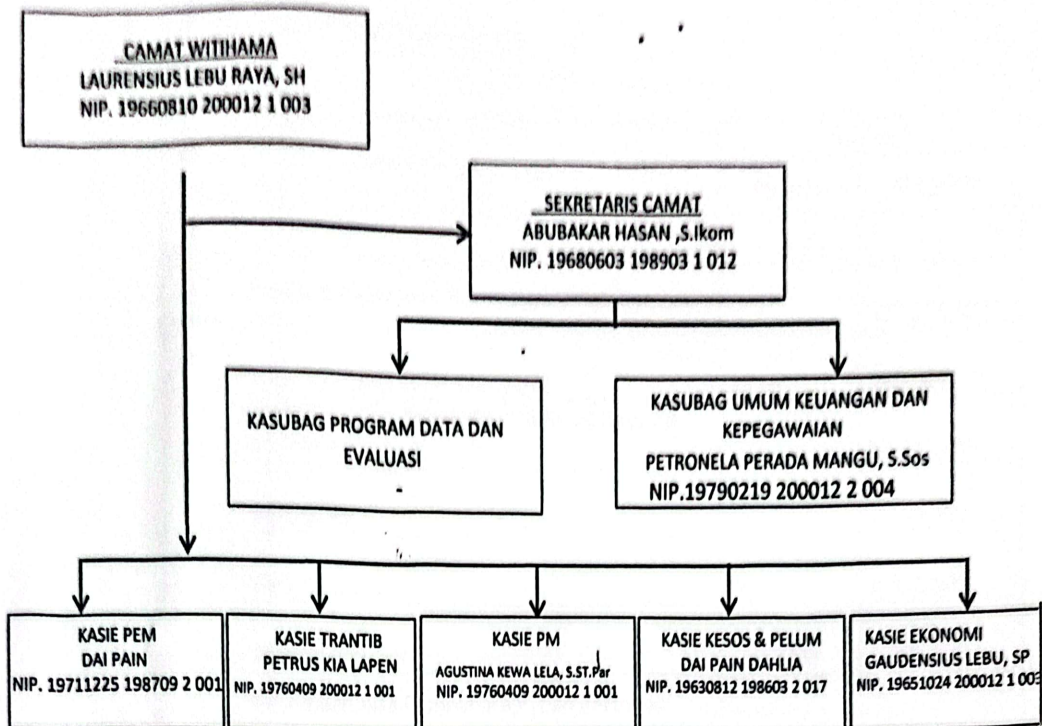 CAMAT WITIHAMA
LAURENSIUS LEBU RAYA, SH
NIP. 19660810 200012 1 003
SEKRETARIS CAMAT
ABUBAKAR HASAN ,S.Ikom
NIP. 19680603 198903 1 012
KASUBAG PROGRAM DATA DAN
EVALUASI
-
KASUBAG UMUM KEUANGAN DAN
KEPEGAWAIAN
PETRONELA PERADA MANGU, S.Sos
NIP.19790219 200012 2 004
KASIE PEM
DAI PAIN
NIP. 19711225 198709 2 001
KASIE TRANTIB
PETRUS KIA LAPEN
NIP. 19760409 200012 1 001
KASIE PM
AGUSTINA KEWA LELA, S.ST.Par
NIP. 19760409 200012 1 001
KASIE KESOS & PELUM
DAI PAIN DAHLIA
NIP. 19630812 198603 2 017
KASIE EKONOMI
GAUDENSIUS LEBU, SP
NIP. 19651024 200012 1 003